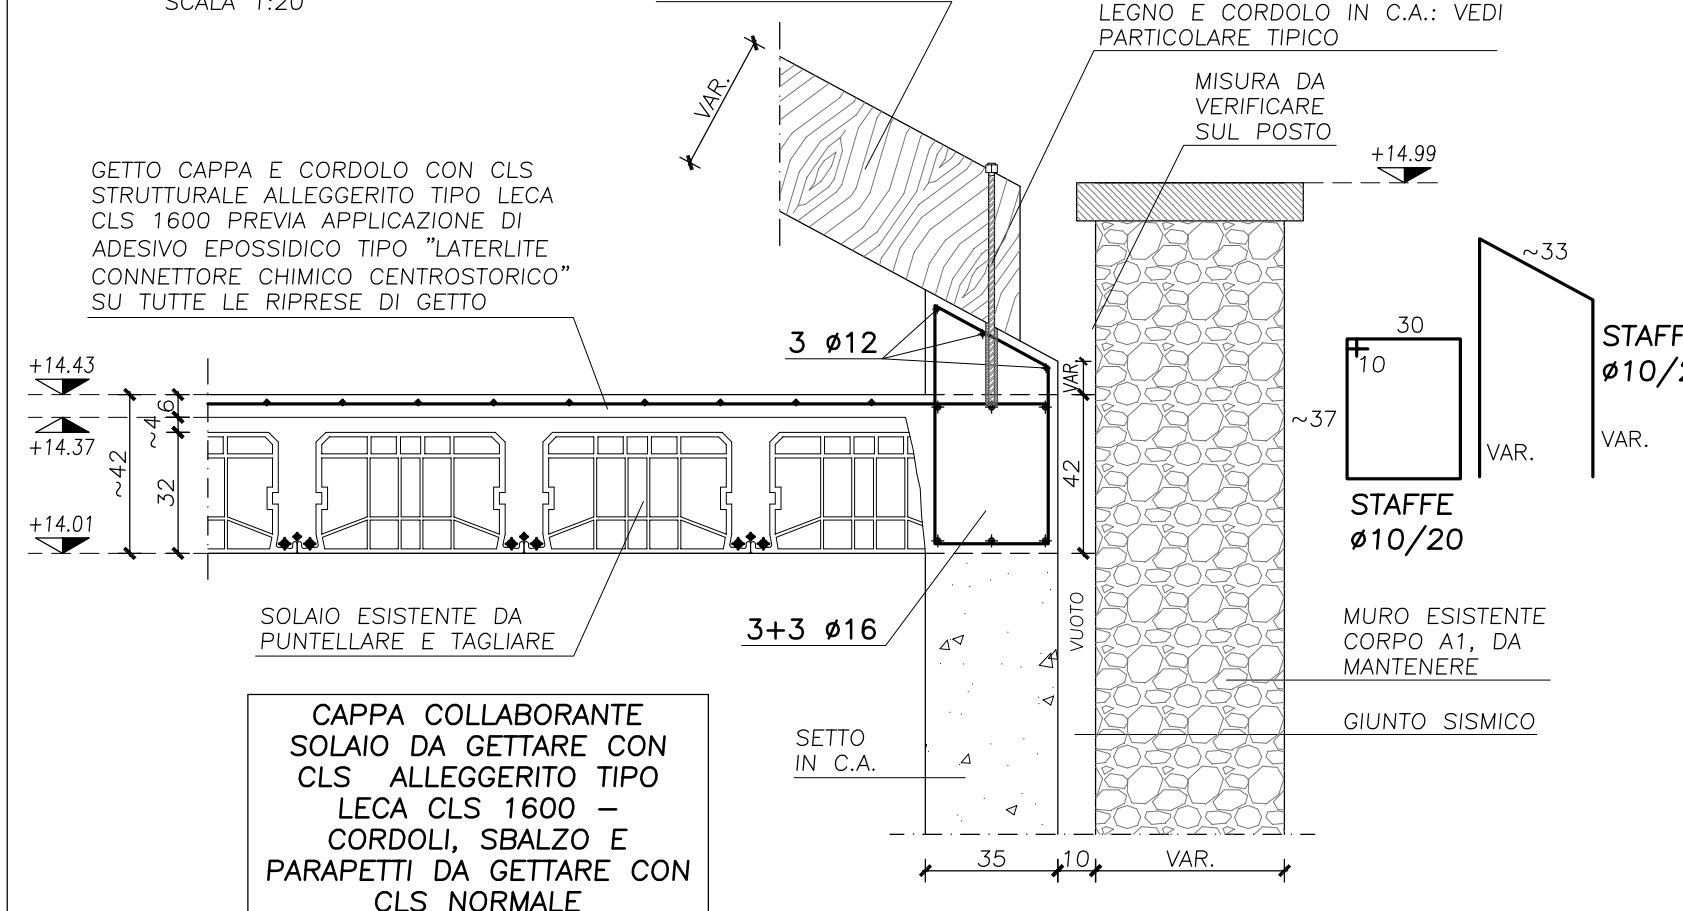 SCALA 1:20
LEGNO E CORDOLO IN C.A.: VEDI
PARTICOLARE TIPICO
VAR.
MISURA DA
VERIFICARE
SUL POSTO
+14.99
GETTO CAPPA E CORDOLO CON CLS
STRUTTURALE ALLEGGERITO TIPO LECA
CLS 1600 PREVIA APPLICAZIONE DI
ADESIVO EPOSSIDICO TIPO "LATERLITE
CONNETTORE CHIMICO CENTROSTORICO"
SU TUTTE LE RIPRESE DI GETTO
~33
30
10
~37
STAFFE
ø10/20
VAR.
VAR.
3 ø12
VAR.
+14.43
+14.37
+14.01
~42
6
~4
32
42
SOLAIO ESISTENTE DA
PUNTELLARE E TAGLIARE
3+3 ø16
VUOTO
MURO ESISTENTE
CORPO A1, DA
MANTENERE
GIUNTO SISMICO
SETTO
IN C.A.
CAPPA COLLABORANTE
SOLAIO DA GETTARE CON
CLS ALLEGGERITO TIPO
LECA CLS 1600 –
CORDOLI, SBALZO E
PARAPETTI DA GETTARE CON
CLS NORMALE
35
10
VAR.